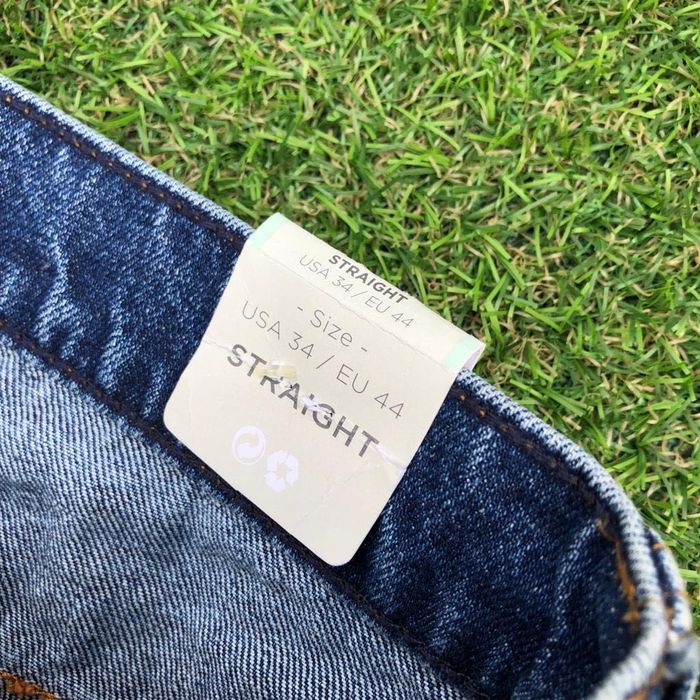 STRAIGHT
USA 34 / EU 44
- Size -
USA 34 / EU 44
STRAIGHT